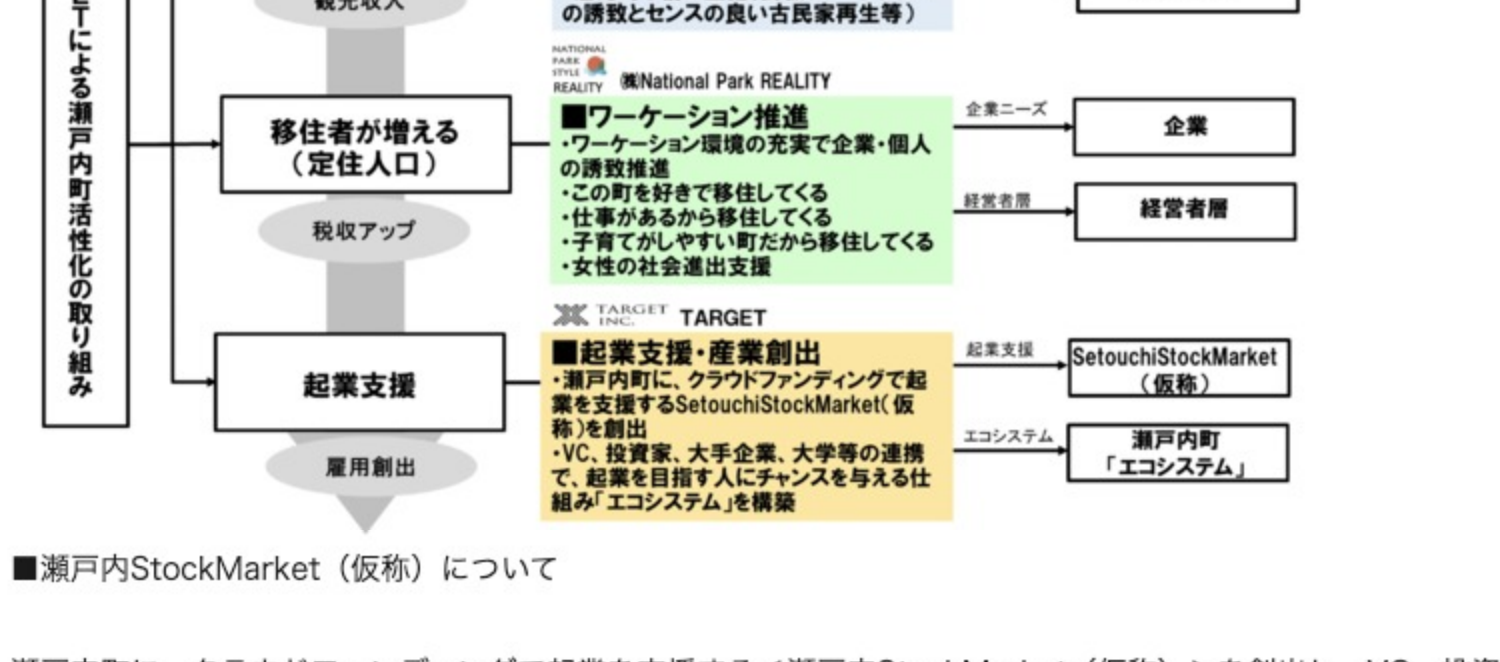 観光収入
の誘致とセンスの良い古民家再生等）
Tによる瀬戸内町活性化の取り組み
NATIONAL
PARK
STYLE
REALITY
㈱National Park REALITY
移住者が増える
（定住人口）
■ワーケーション推進
・ワーケーション環境の充実で企業・個人
の誘致推進
・この町を好きで移住してくる
・仕事があるから移住してくる
・子育てがしやすい町だから移住してくる
・女性の社会進出支援
企業ニーズ
企業
経営者層
経営者層
税収アップ
TARGET
INC.
TARGET
起業支援
■起業支援・産業創出
・瀬戸内町に、クラウドファンディングで起
業を支援するSetouchiStockMarket（仮
称）を創出
・VC、投資家、大手企業、大学等の連携
で、起業を目指す人にチャンスを与える仕
組み「エコシステム」を構築
起業支援
SetouchiStockMarket
（仮称）
エコシステム
瀬戸内町
「エコシステム」
雇用創出
■瀬戸内StockMarket（仮称）について